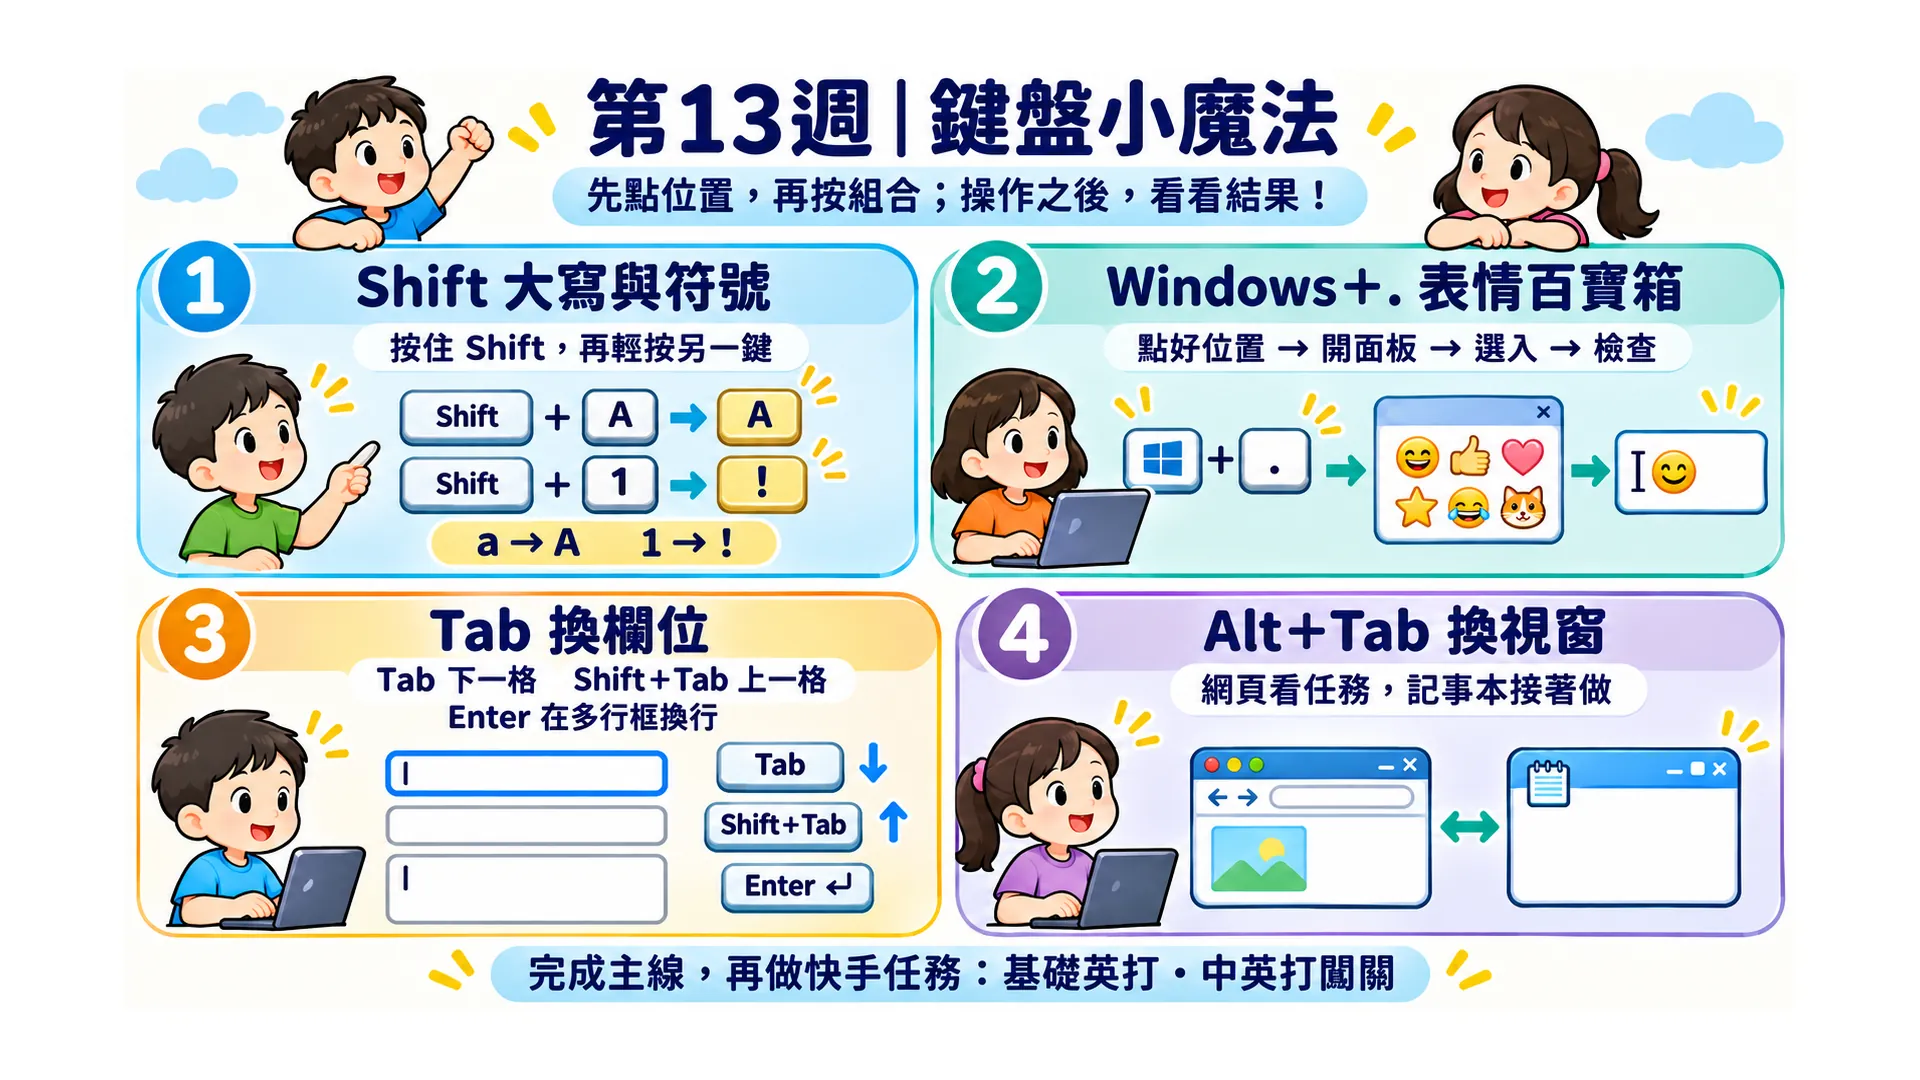 第13週｜鍵盤小魔法
先點位置，再按組合；操作之後，看看結果！
1 Shift 大寫與符號
按住 Shift，再輕按另一鍵
Shift + A → A
Shift + 1 → !
a → A 1 → !
2 Windows＋. 表情百寶箱
點好位置 → 開面板 → 選入 → 檢查
+ .
3 Tab 換欄位
Tab 下一格 Shift+Tab 上一格
Enter 在多行框換行
Tab ↓
Shift+Tab ↑
Enter ↵
4 Alt＋Tab 換視窗
網頁看任務，記事本接著做
完成主線，再做快手任務：基礎英打・中英打闖關